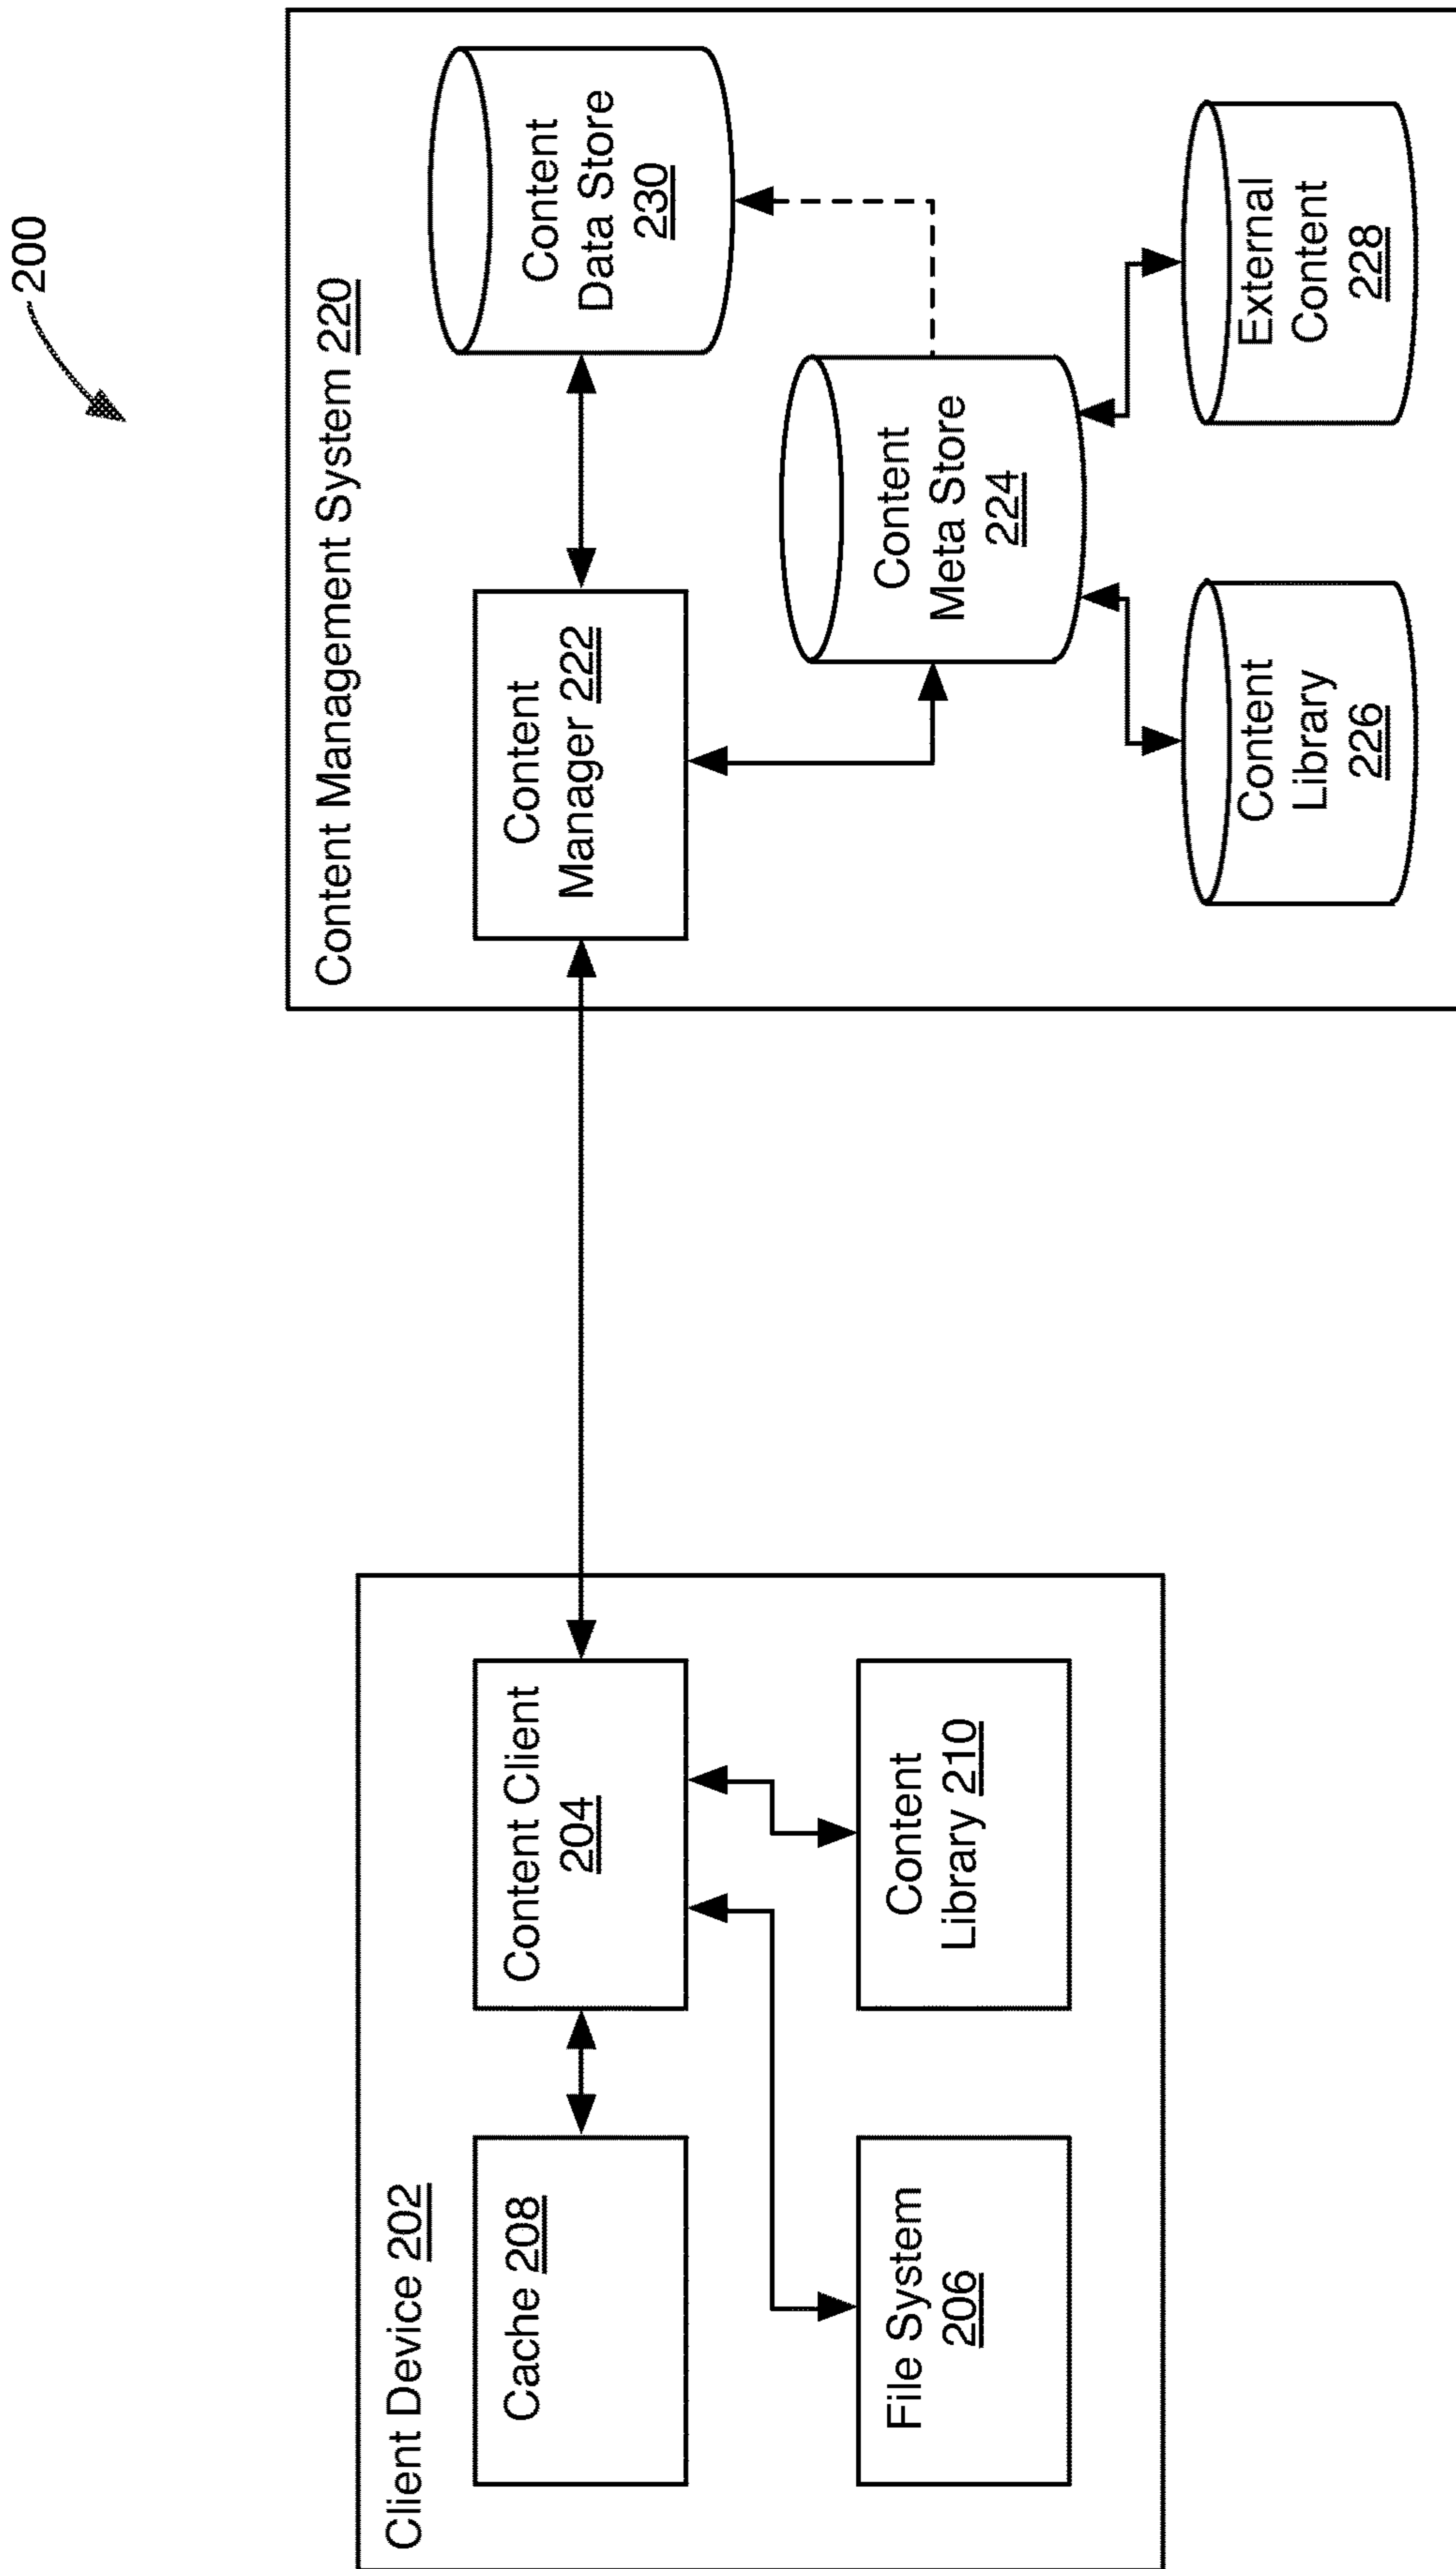 200
Client Device 202
Cache 208
Content Client
204
File System
206
Content
Library 210
Content Management System 220
Content
Manager 222
Content
Data Store
230
Content
Meta Store
224
Content
Library
226
External
Content
228